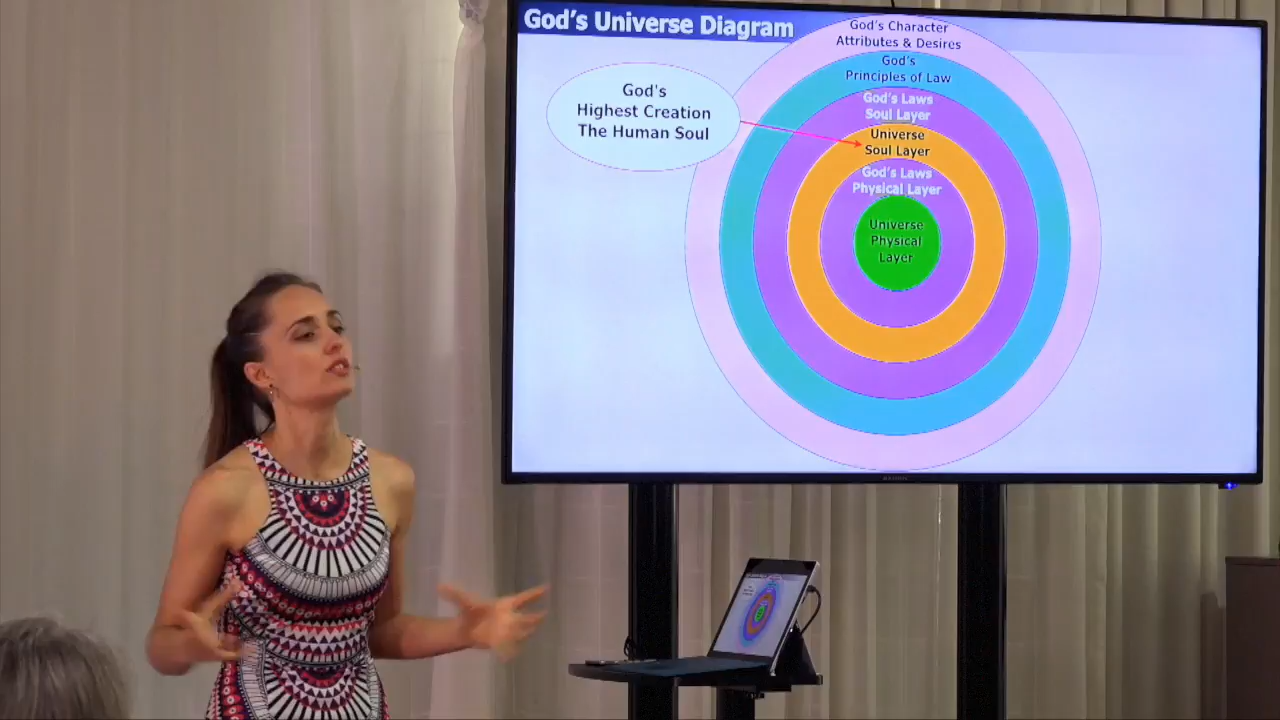 God's Universe Diagram
God's Character
Attributes & Desires
God's
Principles of Law
God's
Highest Creation
The Human Soul
God's Laws
Soul Layer
Universe
Soul Layer
God's Laws
Physical Layer
Universe
Physical
Layer